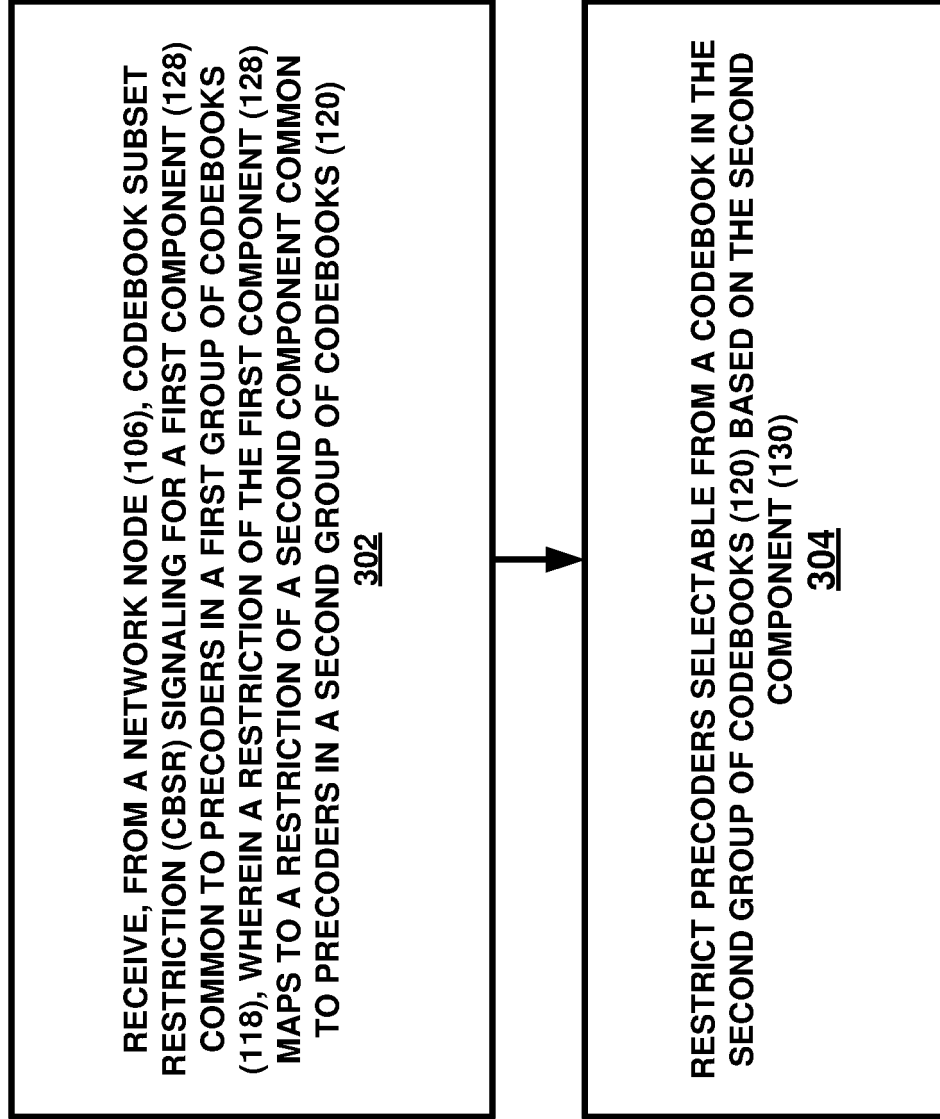 RECEIVE, FROM A NETWORK NODE (106), CODEBOOK SUBSET
RESTRICTION (CBSR) SIGNALING FOR A FIRST COMPONENT (128)
COMMON TO PRECODERS IN A FIRST GROUP OF CODEBOOKS
(118), WHEREIN A RESTRICTION OF THE FIRST COMPONENT (128)
MAPS TO A RESTRICTION OF A SECOND COMPONENT COMMON
TO PRECODERS IN A SECOND GROUP OF CODEBOOKS (120)
302
RESTRICT PRECODERS SELECTABLE FROM A CODEBOOK IN THE
SECOND GROUP OF CODEBOOKS (120) BASED ON THE SECOND
COMPONENT (130)
304